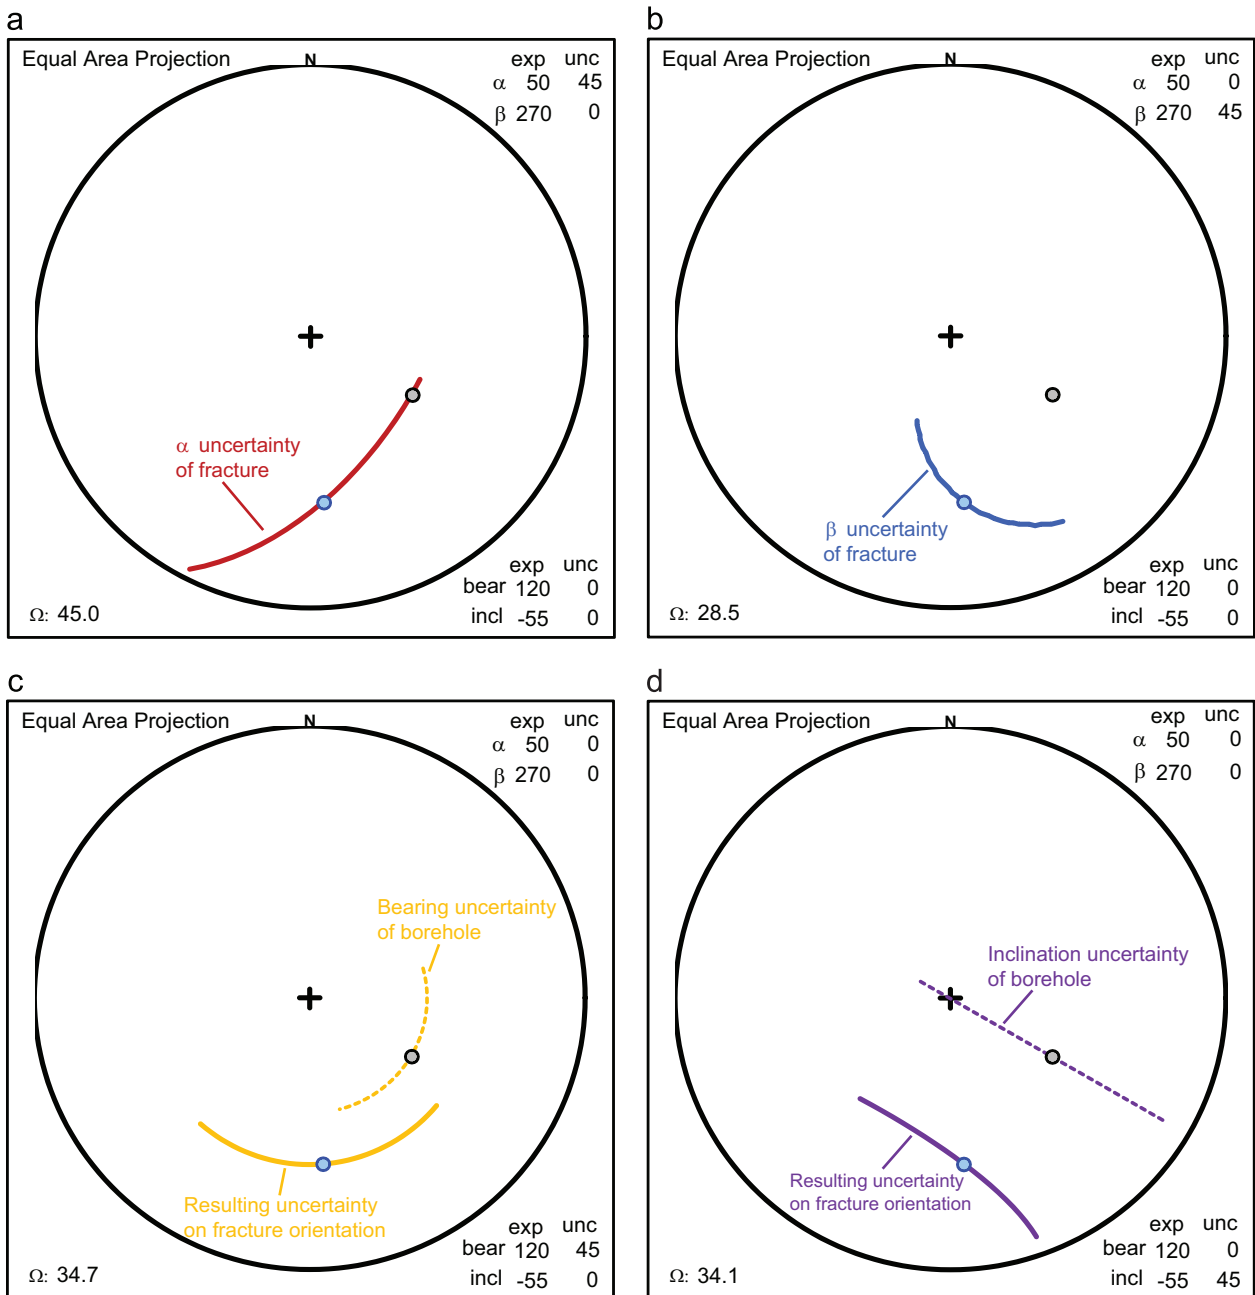 a
Equal Area Projection
N
exp unc
α 50 45
β 270 0
α uncertainty
of fracture
exp unc
bear 120 0
incl -55 0
Ω: 45.0
b
Equal Area Projection
N
exp unc
α 50 0
β 270 45
β uncertainty
of fracture
exp unc
bear 120 0
incl -55 0
Ω: 28.5
c
Equal Area Projection
N
exp unc
α 50 0
β 270 0
Bearing uncertainty
of borehole
Resulting uncertainty
on fracture orientation
exp unc
bear 120 45
incl -55 0
Ω: 34.7
d
Equal Area Projection
N
exp unc
α 50 0
β 270 0
Inclination uncertainty
of borehole
Resulting uncertainty
on fracture orientation
exp unc
bear 120 0
incl -55 45
Ω: 34.1